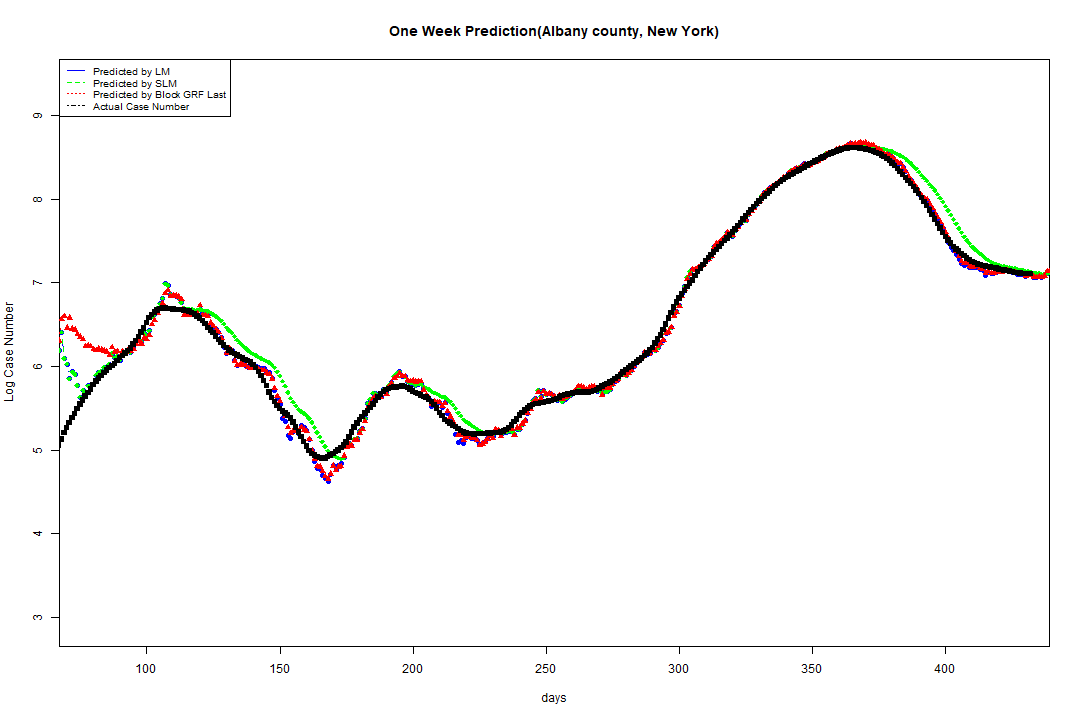 One Week Prediction(Albany county, New York)
Predicted by LM
Predicted by SLM
Predicted by Block GRF Last
Actual Case Number
Log Case Number
9
8
7
6
5
4
3
100 150 200 250 300 350 400
days